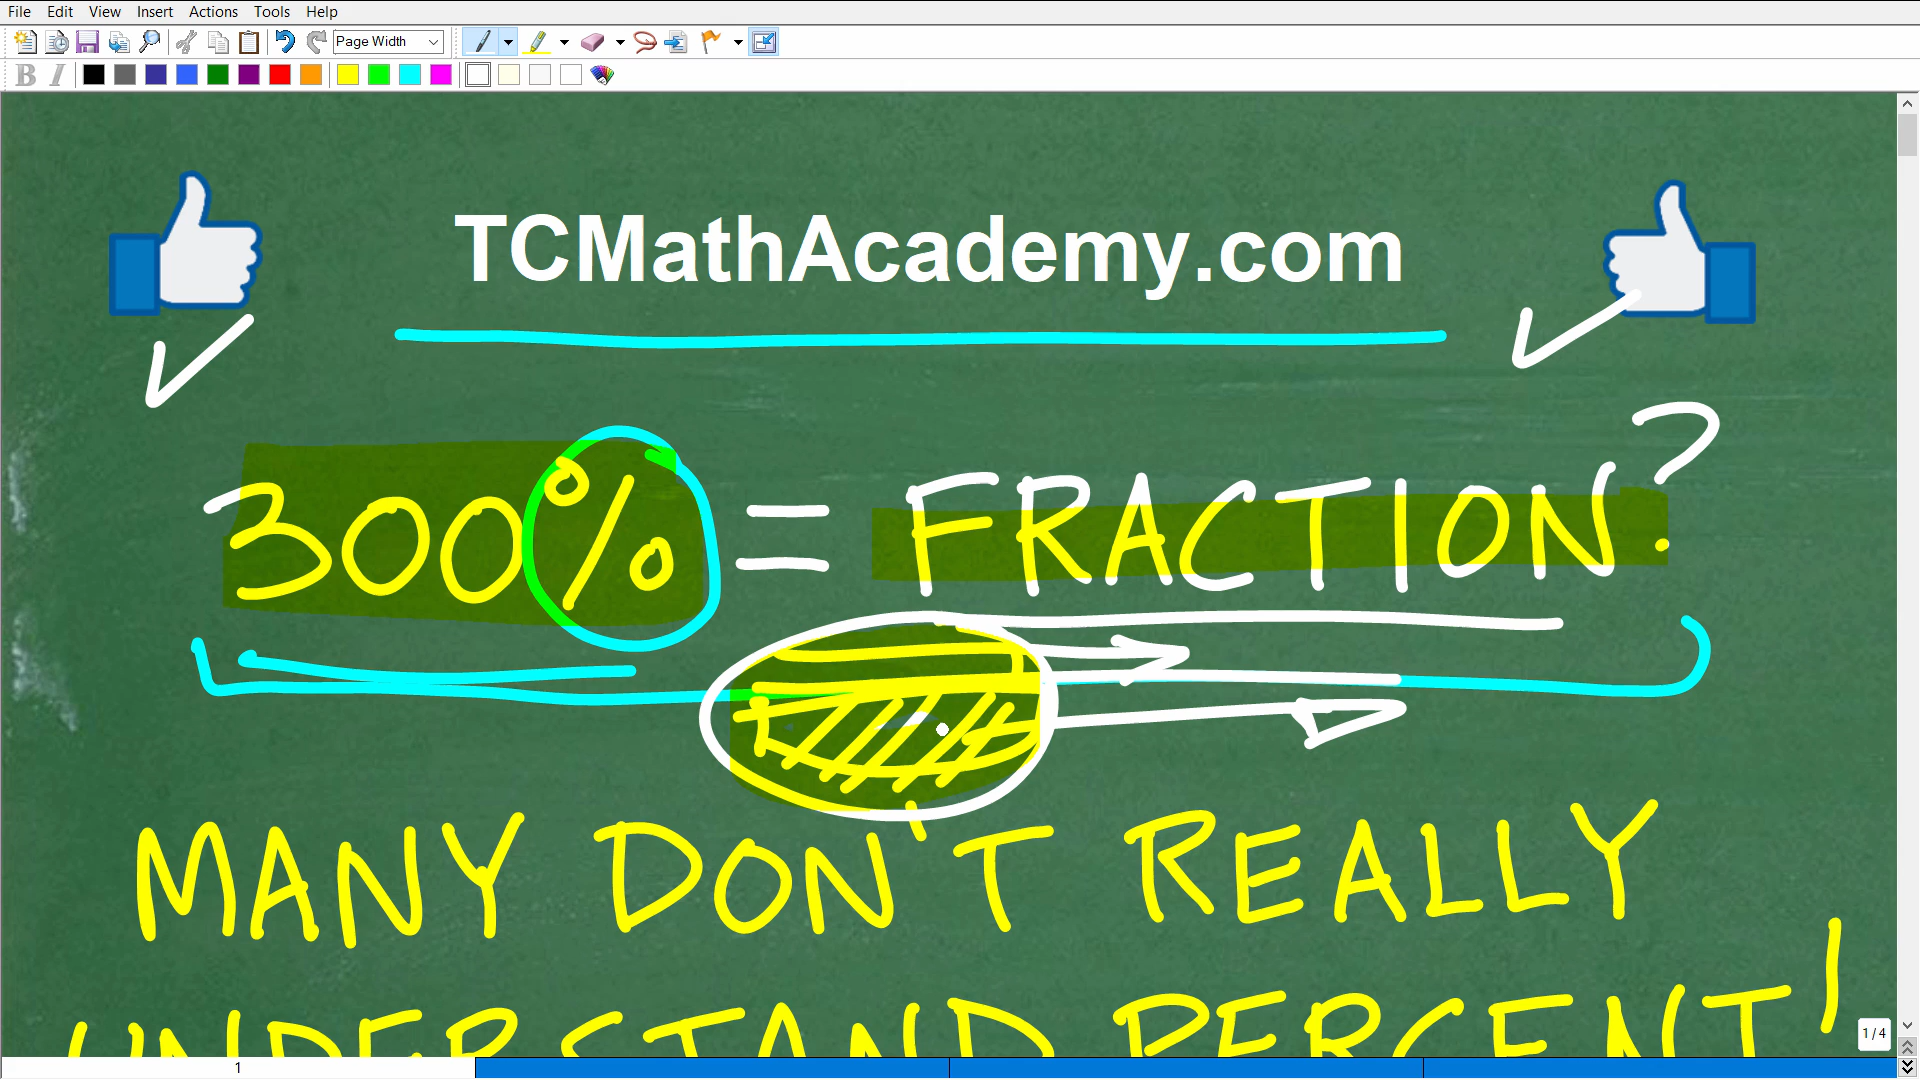 File Edit View Insert Actions Tools Help
Page Width
B I
TCMathAcademy.com
300% = FRACTION?
MANY DON'T REALLY
UNDERSTAND PERCENT!
1 / 4
1